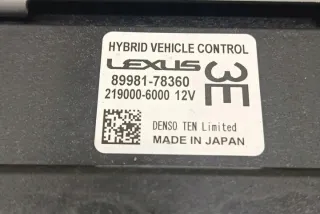 HYBRID VEHICLE CONTROL
LEXUS
89981-78360
219000-6000 12V
3E
DENSO TEN Limited
MADE IN JAPAN